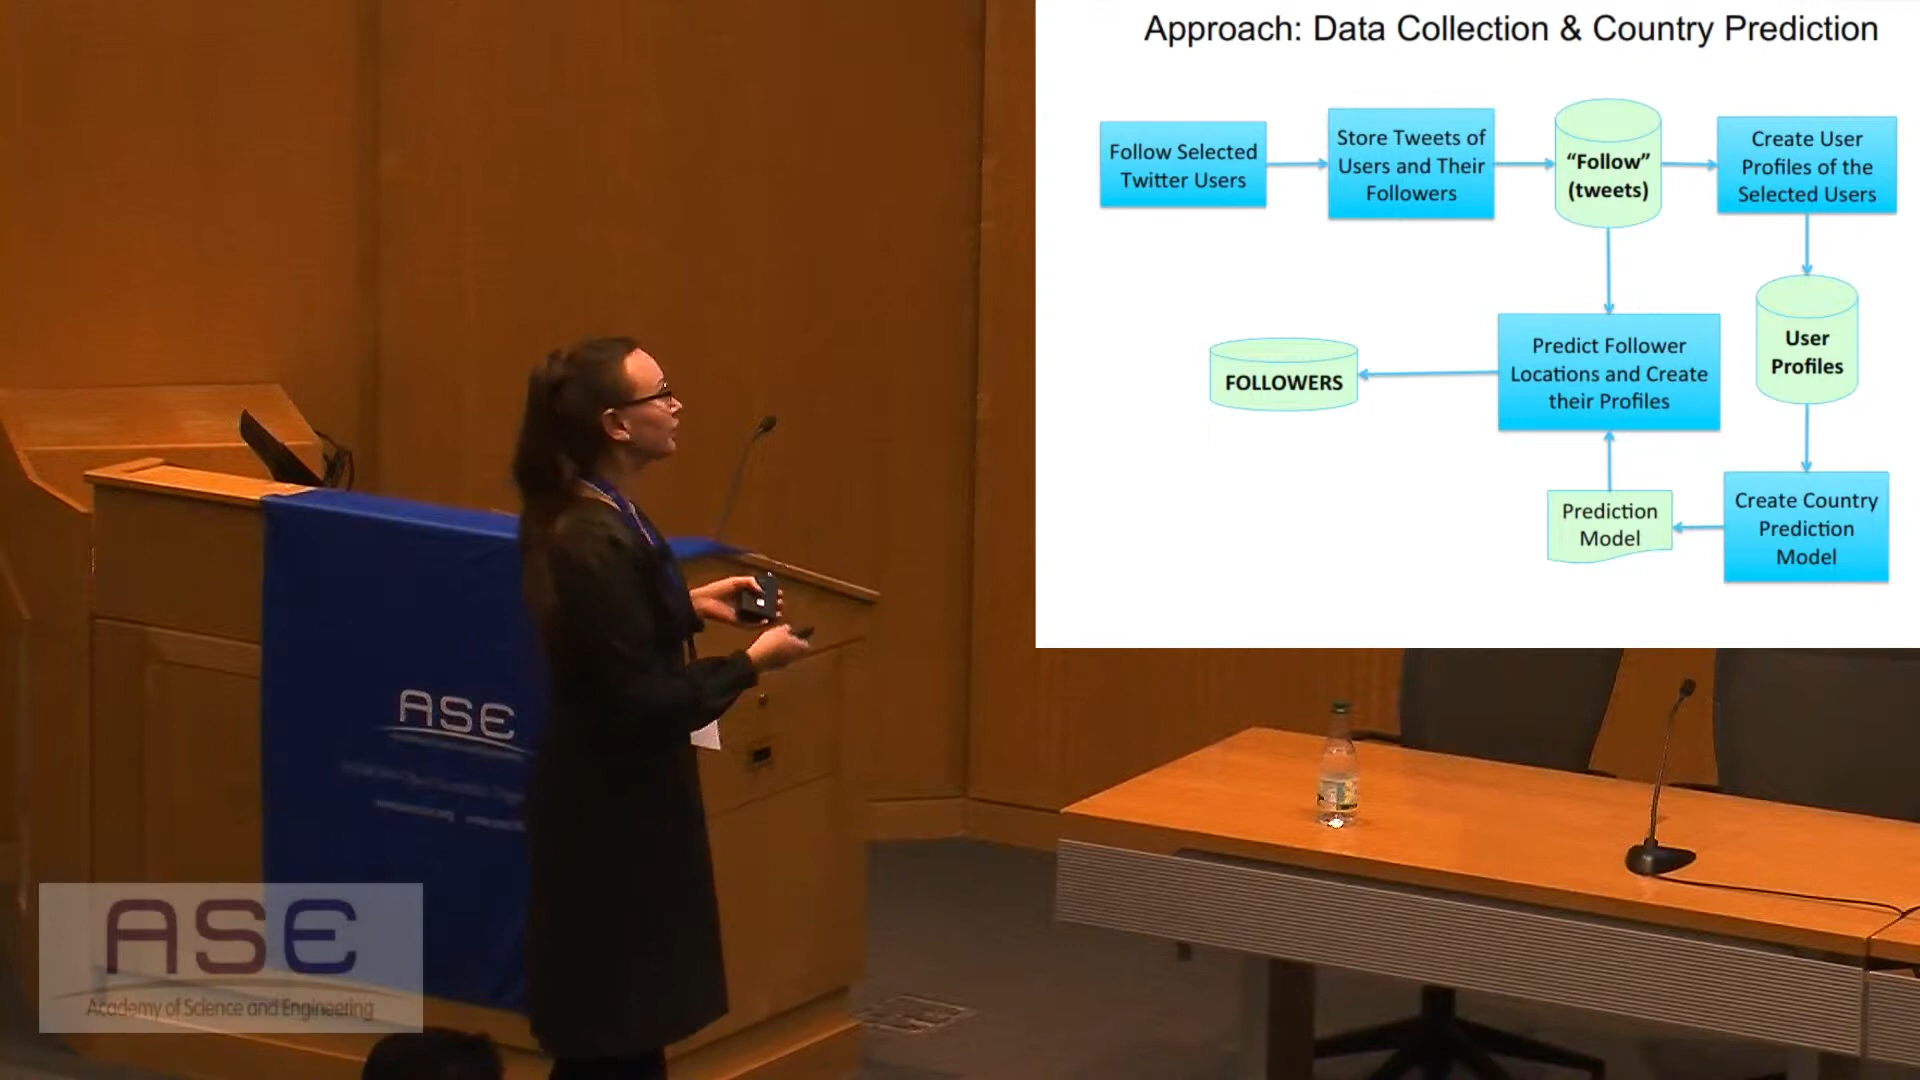 Approach: Data Collection & Country Prediction
Follow Selected
Twitter Users
Store Tweets of
Users and Their
Followers
“Follow”
(tweets)
Create User
Profiles of the
Selected Users
FOLLOWERS
Predict Follower
Locations and Create
their Profiles
User
Profiles
Prediction
Model
Create Country
Prediction
Model
ASE
ASE
Academy of Science and Engineering